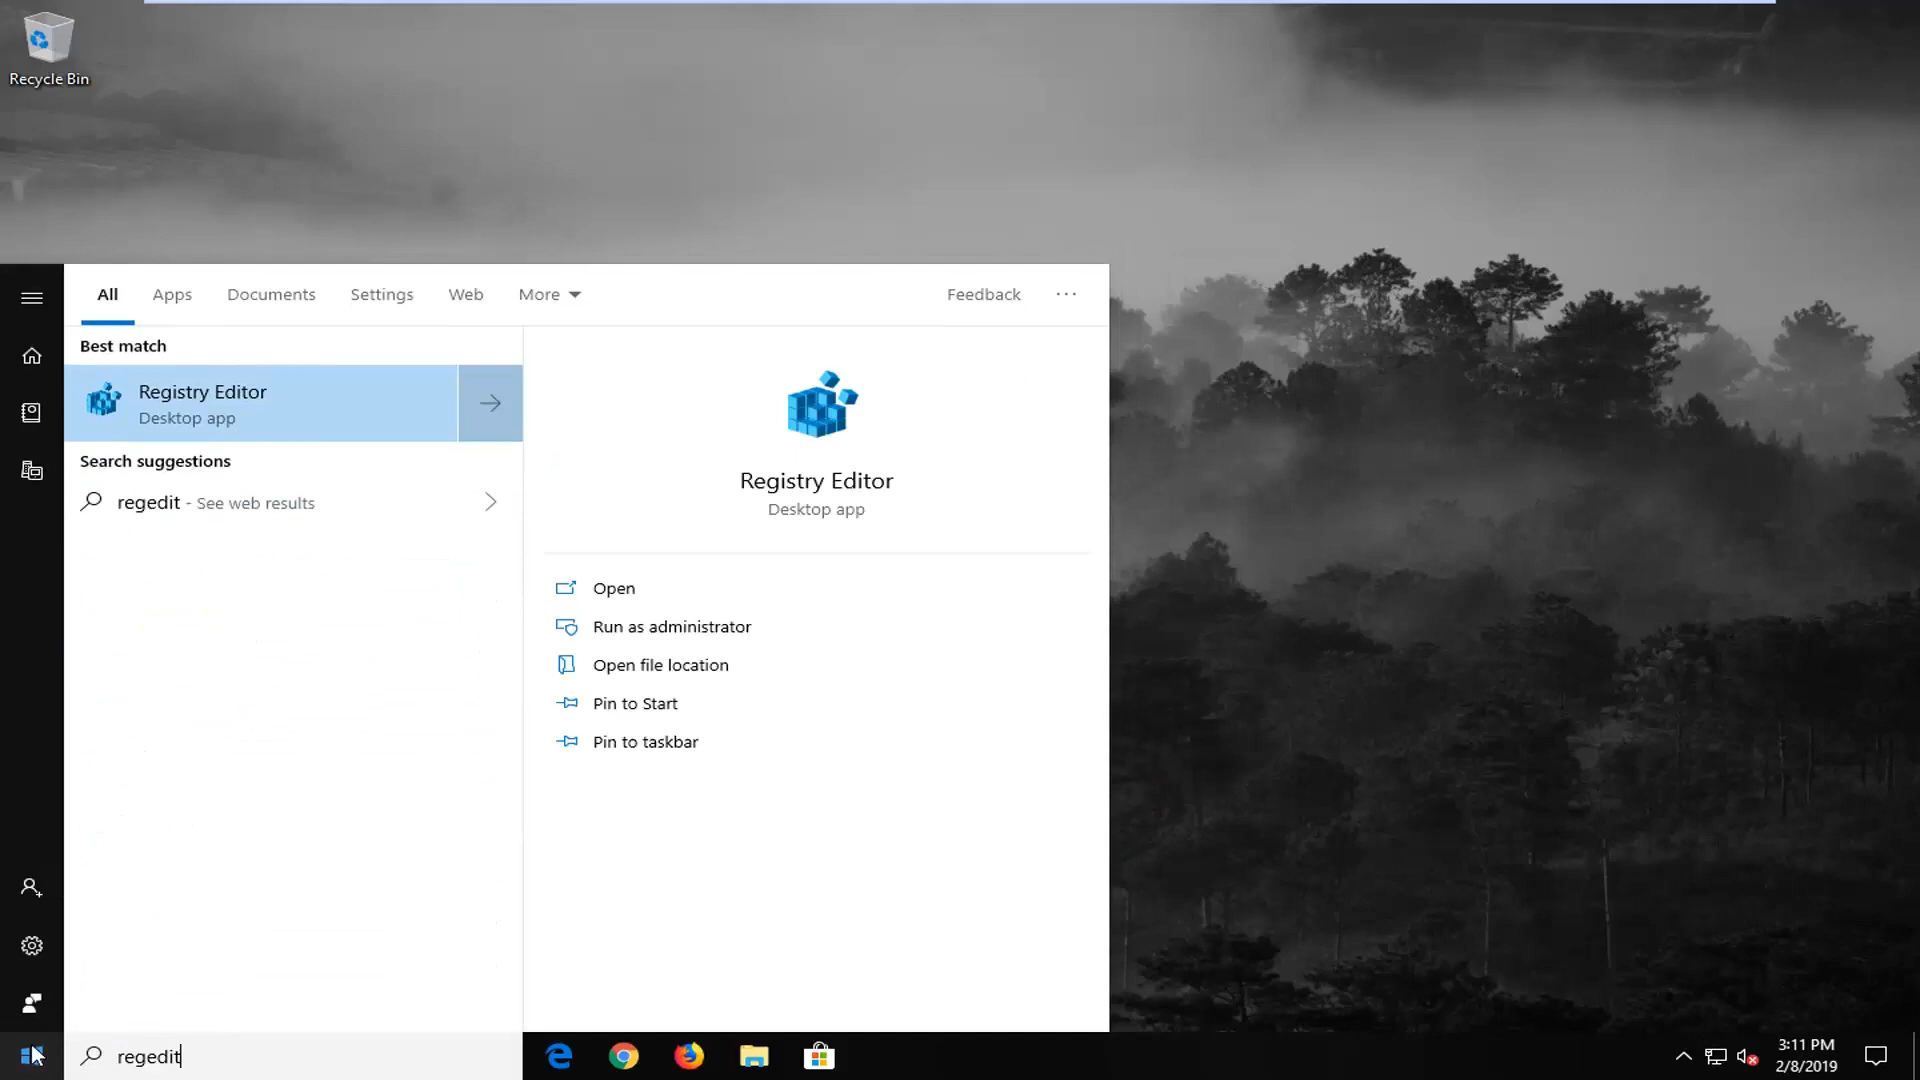 Recycle Bin
All Apps Documents Settings Web More Feedback ···
Best match
Registry Editor
Desktop app
Search suggestions
regedit - See web results
Registry Editor
Desktop app
Open
Run as administrator
Open file location
Pin to Start
Pin to taskbar
regedit
3:11 PM
2/8/2019